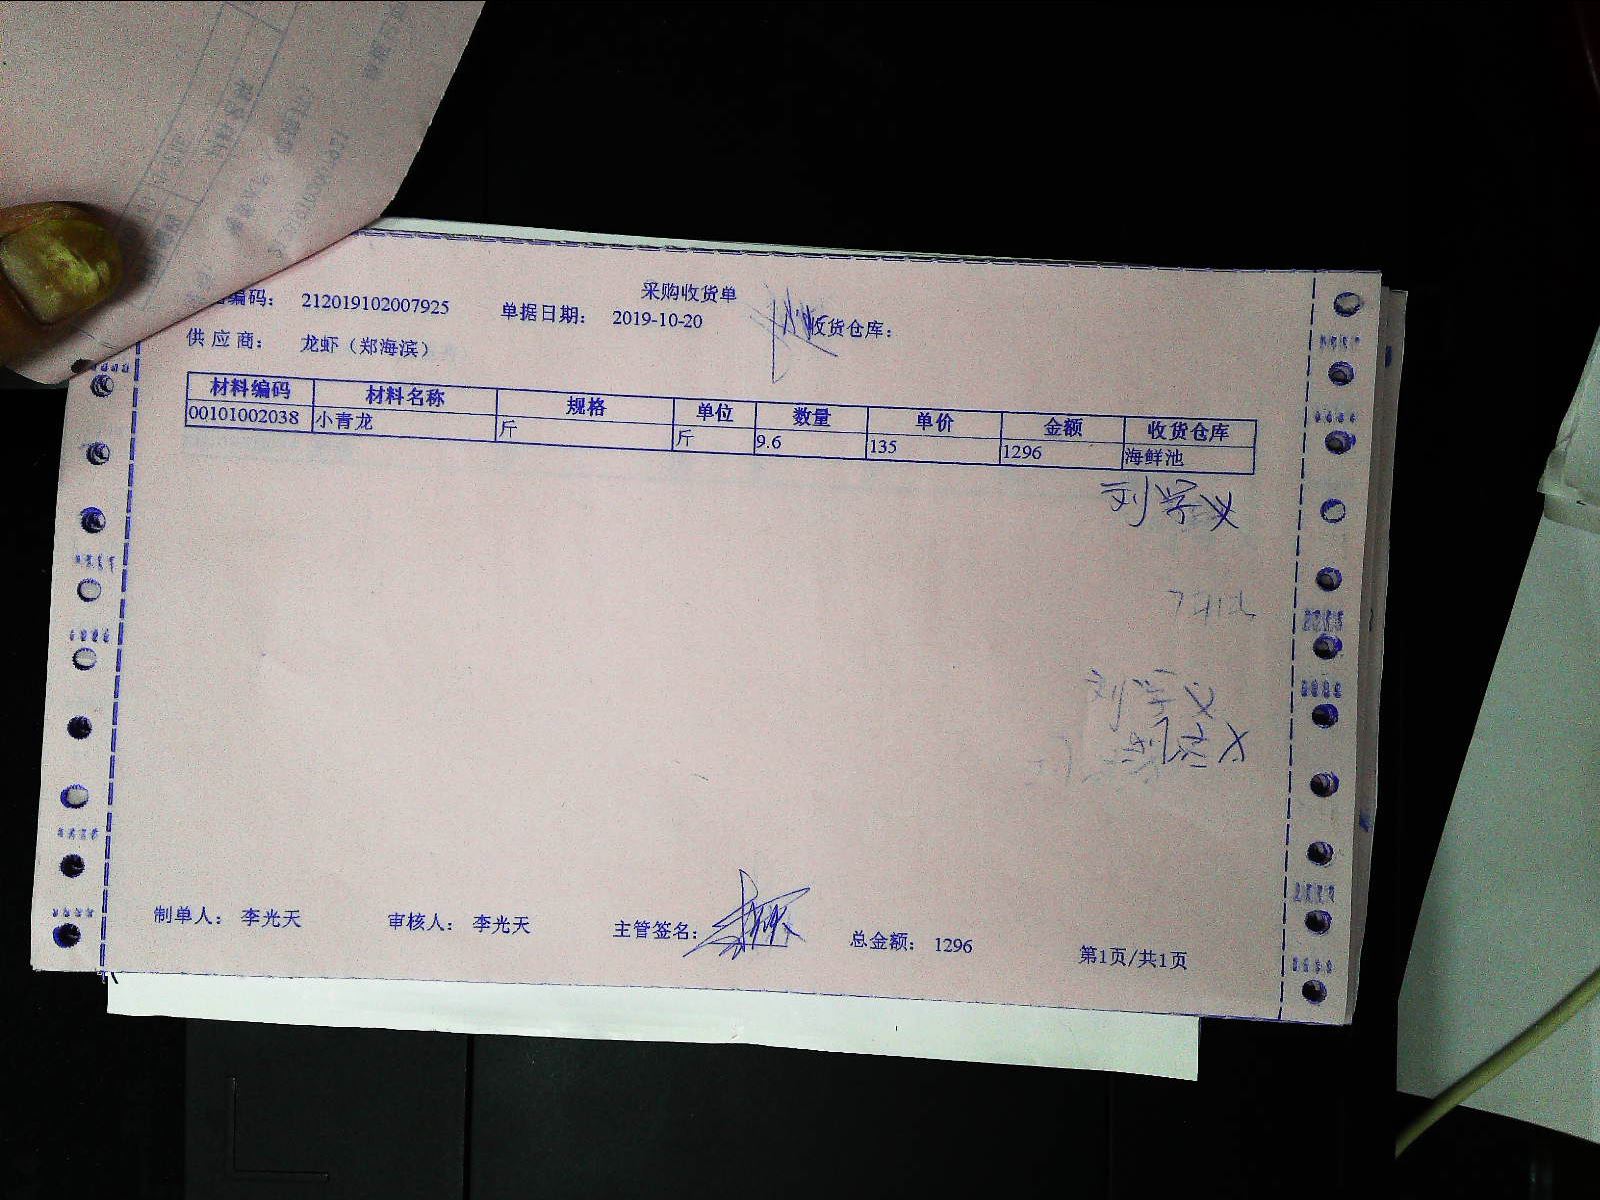 采购收货单
编码： 212019102007925 单据日期： 2019-10-20 收货仓库：
供应商： 龙虾（郑海滨）
材料编码 材料名称 规格 单位 数量 单价 金额 收货仓库
00101002038 小青龙 斤 斤 9.6 135 1296 海鲜池
刘学义
刘学义
制单人： 李光天 审核人： 李光天 主管签名： 总金额： 1296 第1页/共1页